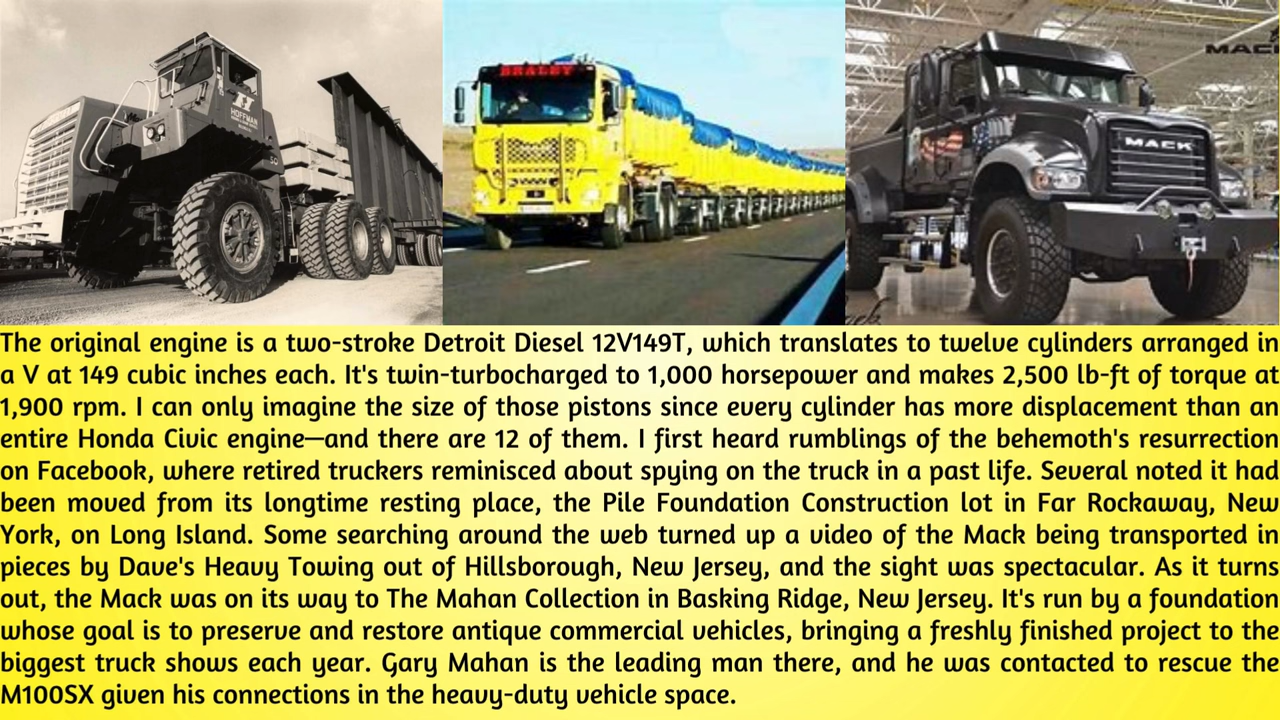 H
HOFFMAN
BRALEY
MACK
MACK
The original engine is a two-stroke Detroit Diesel 12V149T, which translates to twelve cylinders arranged in
a V at 149 cubic inches each. It's twin-turbocharged to 1,000 horsepower and makes 2,500 lb-ft of torque at
1,900 rpm. I can only imagine the size of those pistons since every cylinder has more displacement than an
entire Honda Civic engine—and there are 12 of them. I first heard rumblings of the behemoth's resurrection
on Facebook, where retired truckers reminisced about spying on the truck in a past life. Several noted it had
been moved from its longtime resting place, the Pile Foundation Construction lot in Far Rockaway, New
York, on Long Island. Some searching around the web turned up a video of the Mack being transported in
pieces by Dave's Heavy Towing out of Hillsborough, New Jersey, and the sight was spectacular. As it turns
out, the Mack was on its way to The Mahan Collection in Basking Ridge, New Jersey. It's run by a foundation
whose goal is to preserve and restore antique commercial vehicles, bringing a freshly finished project to the
biggest truck shows each year. Gary Mahan is the leading man there, and he was contacted to rescue the
M100SX given his connections in the heavy-duty vehicle space.